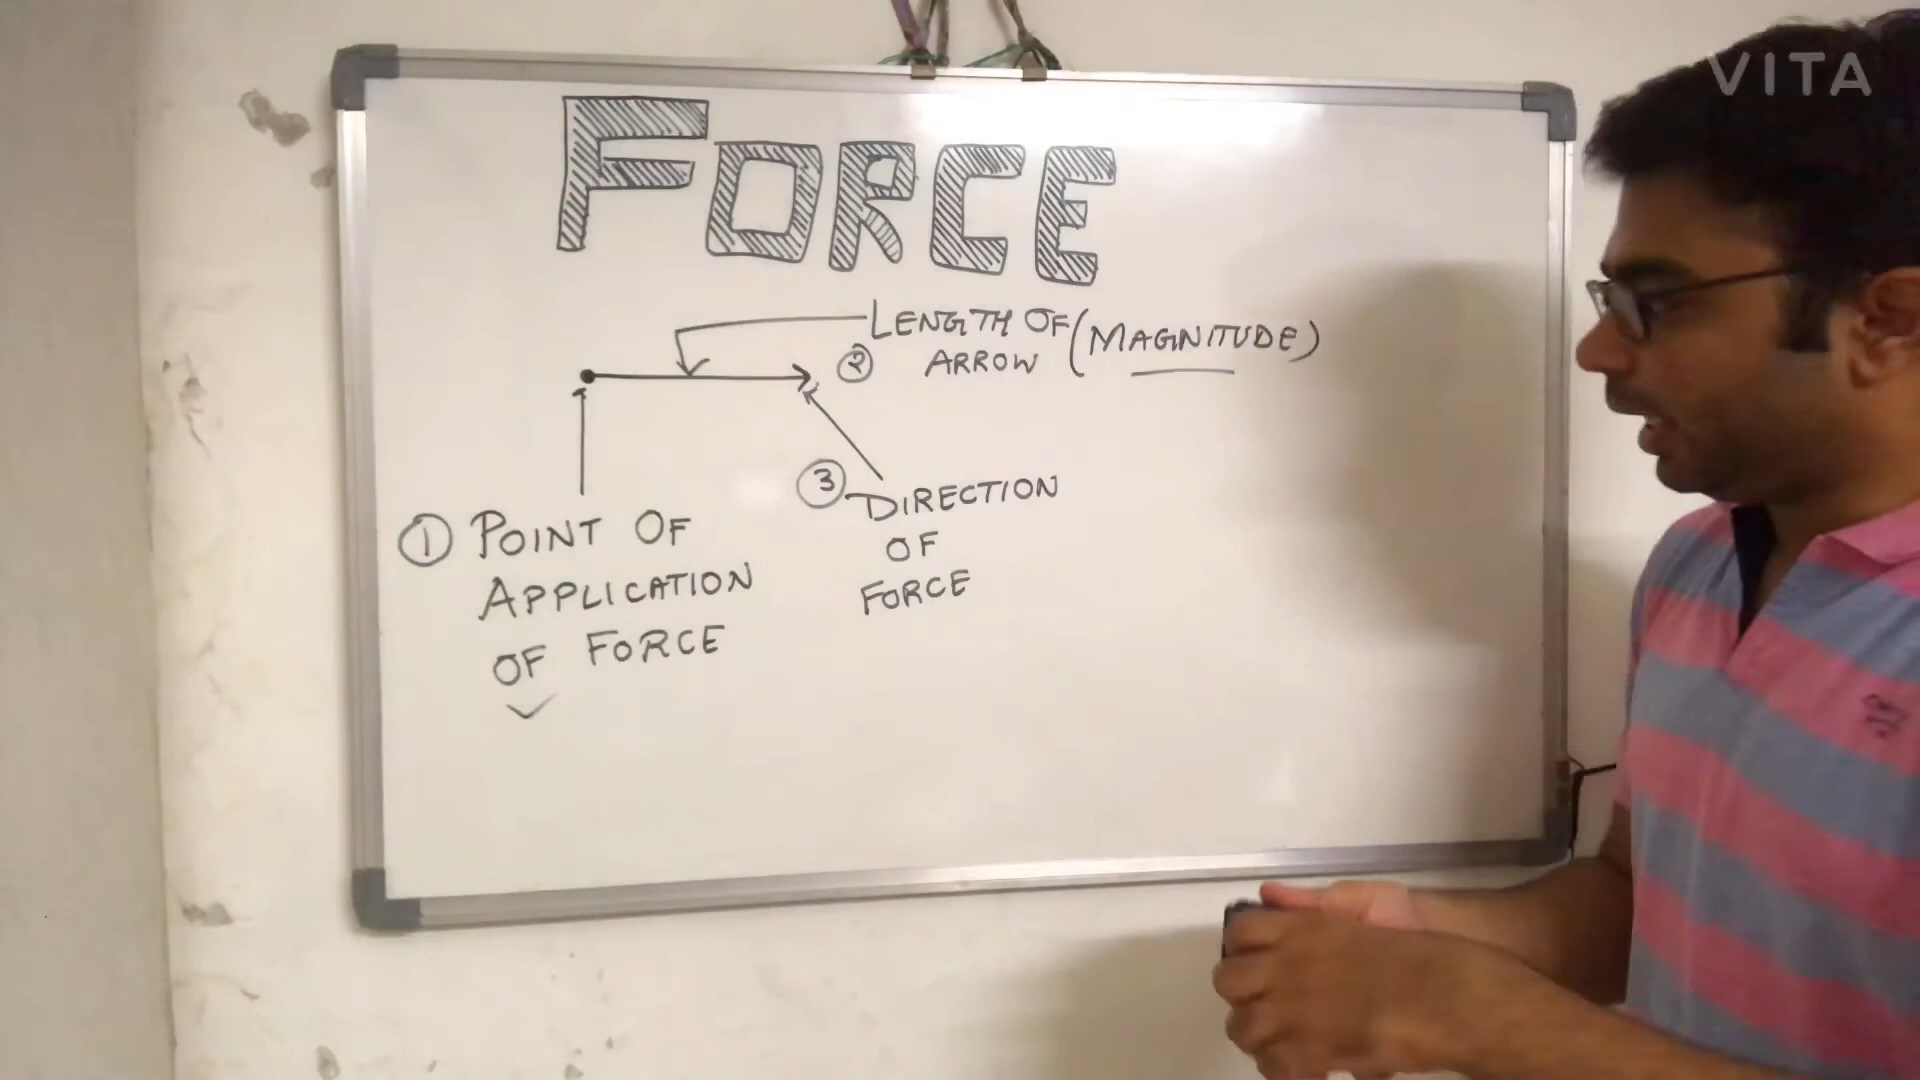 VITA
FORCE
LENGTH OF (MAGNITUDE)
② ARROW
③ DIRECTION
OF
FORCE
① POINT OF
APPLICATION
OF FORCE